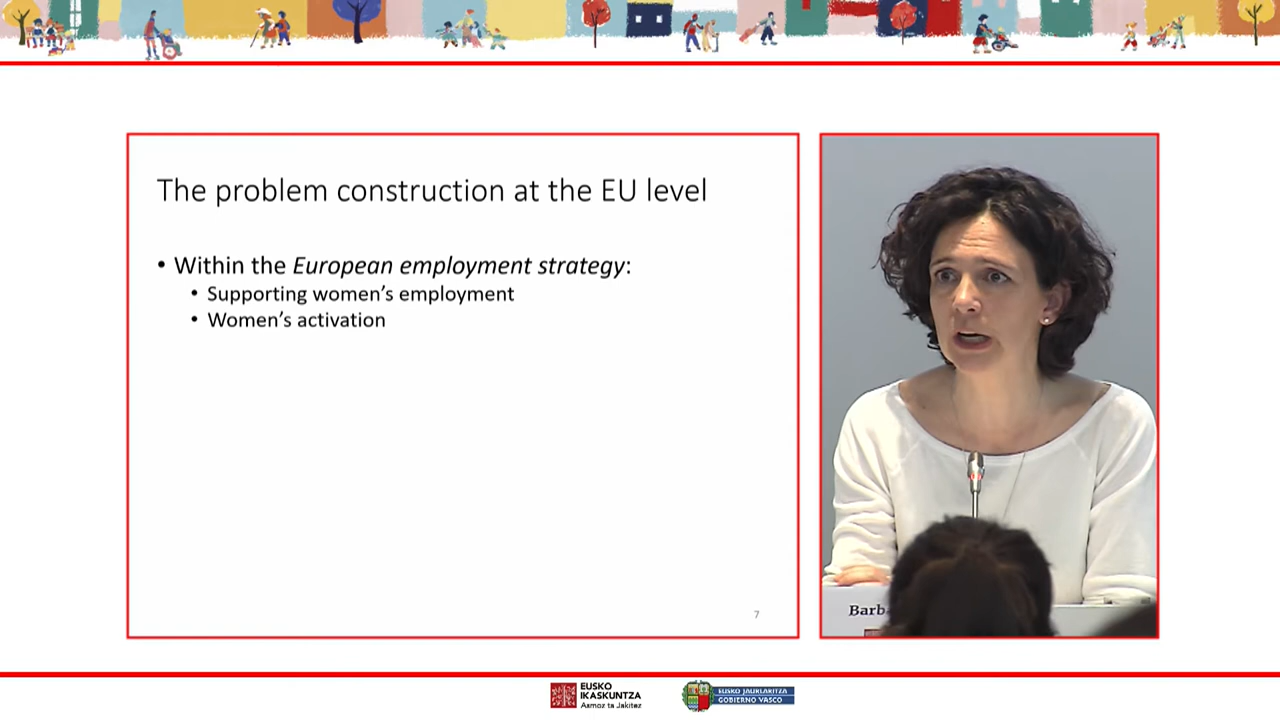 The problem construction at the EU level
• Within the European employment strategy:
• Supporting women’s employment
• Women’s activation
7
EUSKO
IKASKUNTZA
Asmoz ta Jakitez
EUSKO JAURLARITZA
GOBIERNO VASCO